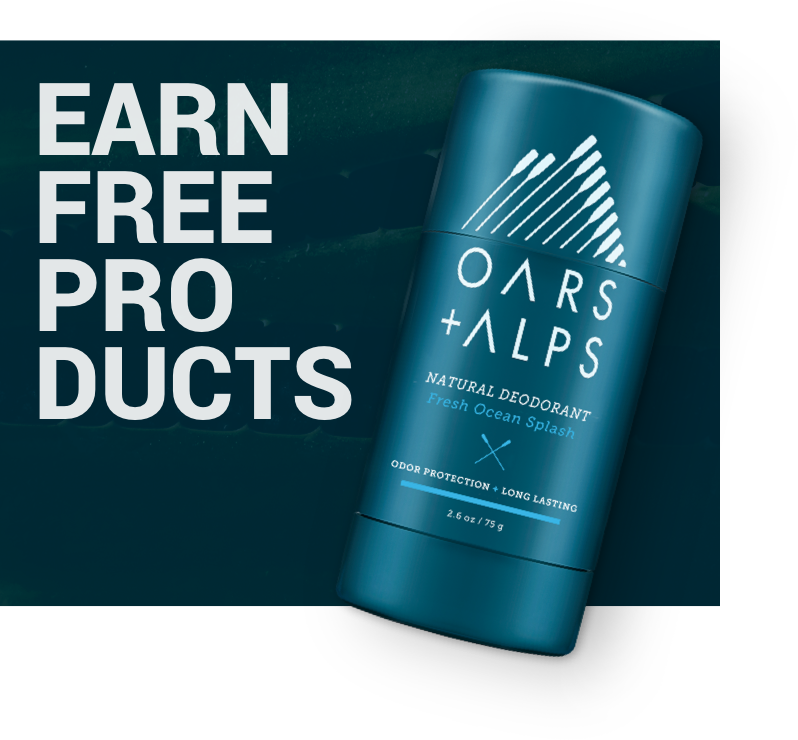 EARN
FREE
PRO
DUCTS
OARS
+ALPS
NATURAL DEODORANT
Fresh Ocean Splash
ODOR PROTECTION + LONG LASTING
2.6 oz / 75 g